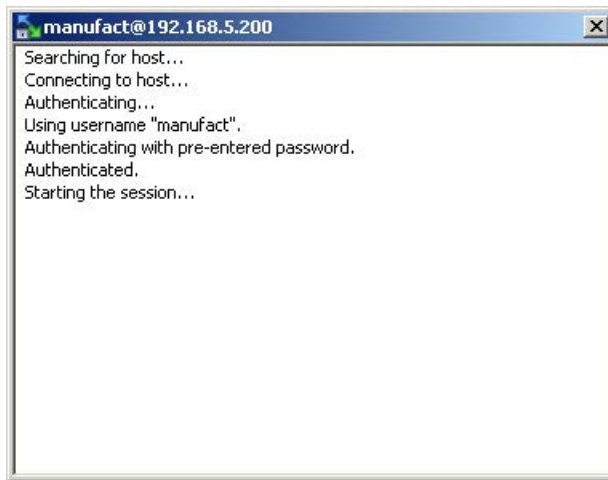 manufact@192.168.5.200
Searching for host...
Connecting to host...
Authenticating...
Using username "manufact".
Authenticating with pre-entered password.
Authenticated.
Starting the session...